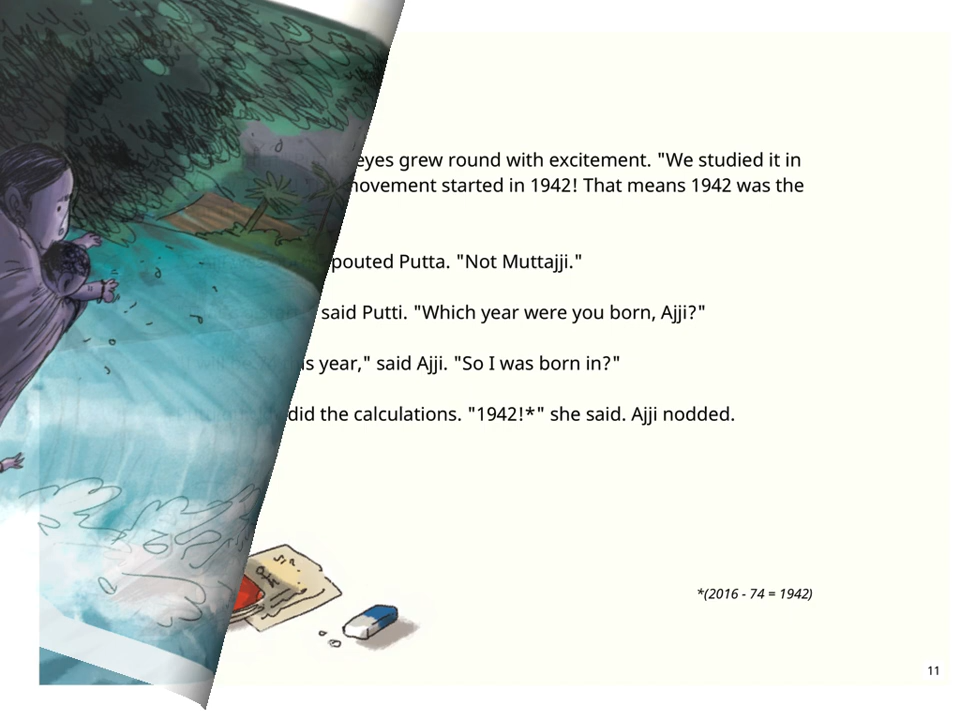 eyes grew round with excitement. "We studied it in
movement started in 1942! That means 1942 was the
pouted Putta. "Not Muttajji."
said Putti. "Which year were you born, Ajji?"
year," said Ajji. "So I was born in?"
did the calculations. "1942!*" she said. Ajji nodded.
*(2016 - 74 = 1942)
11